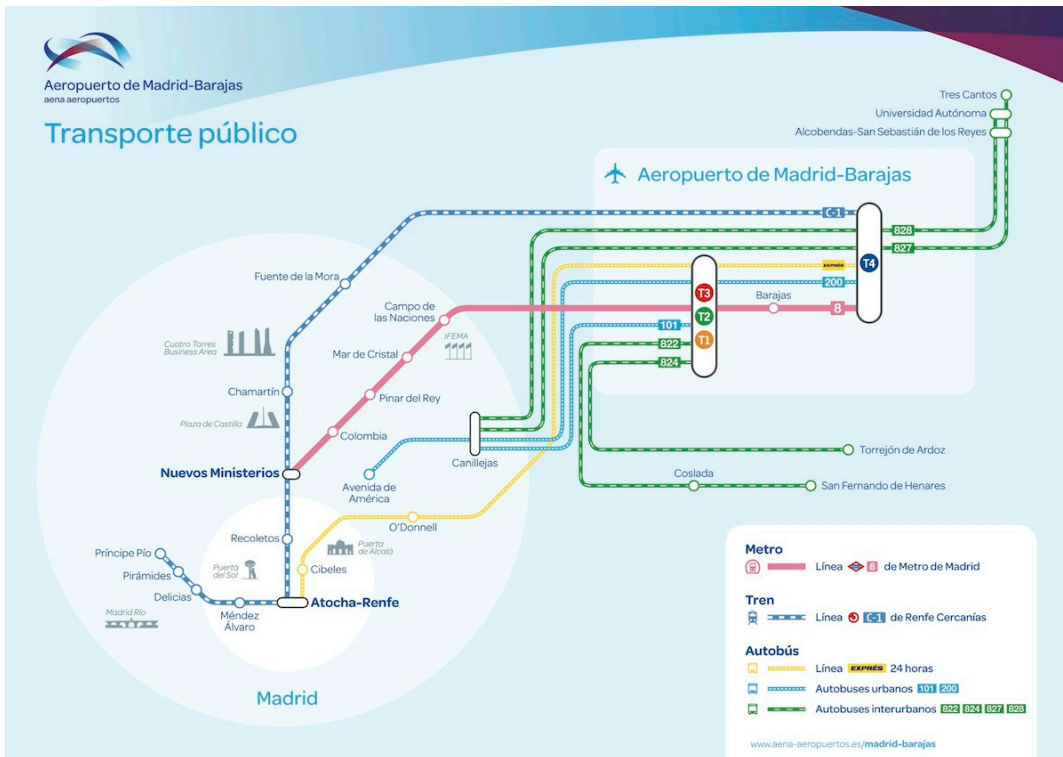 Aeropuerto de Madrid-Barajas
aena aeropuertos
Transporte público
Tres Cantos
Universidad Autónoma
Alcobendas-San Sebastián de los Reyes
Aeropuerto de Madrid-Barajas
C-1
828
827
T4
EXPRÉS
200
Fuente de la Mora
T3
T2
T1
Barajas
8
Campo de
las Naciones
IFEMA
101
822
824
Cuatro Torres
Business Area
Mar de Cristal
Chamartín
Pinar del Rey
Plaza de Castilla
Colombia
Canillejas
Torrejón de Ardoz
Nuevos Ministerios
Avenida de
América
Coslada
San Fernando de Henares
O'Donnell
Recoletos
Puerta
de Alcalá
Príncipe Pío
Pirámides
Delicias
Puerta
del Sol
Cibeles
Madrid Río
Méndez
Álvaro
Atocha-Renfe
Madrid
Metro
Línea 8 de Metro de Madrid
Tren
Línea C-1 de Renfe Cercanías
Autobús
Línea EXPRÉS 24 horas
Autobuses urbanos 101 200
Autobuses interurbanos 822 824 827 828
www.aena-aeropuertos.es/madrid-barajas